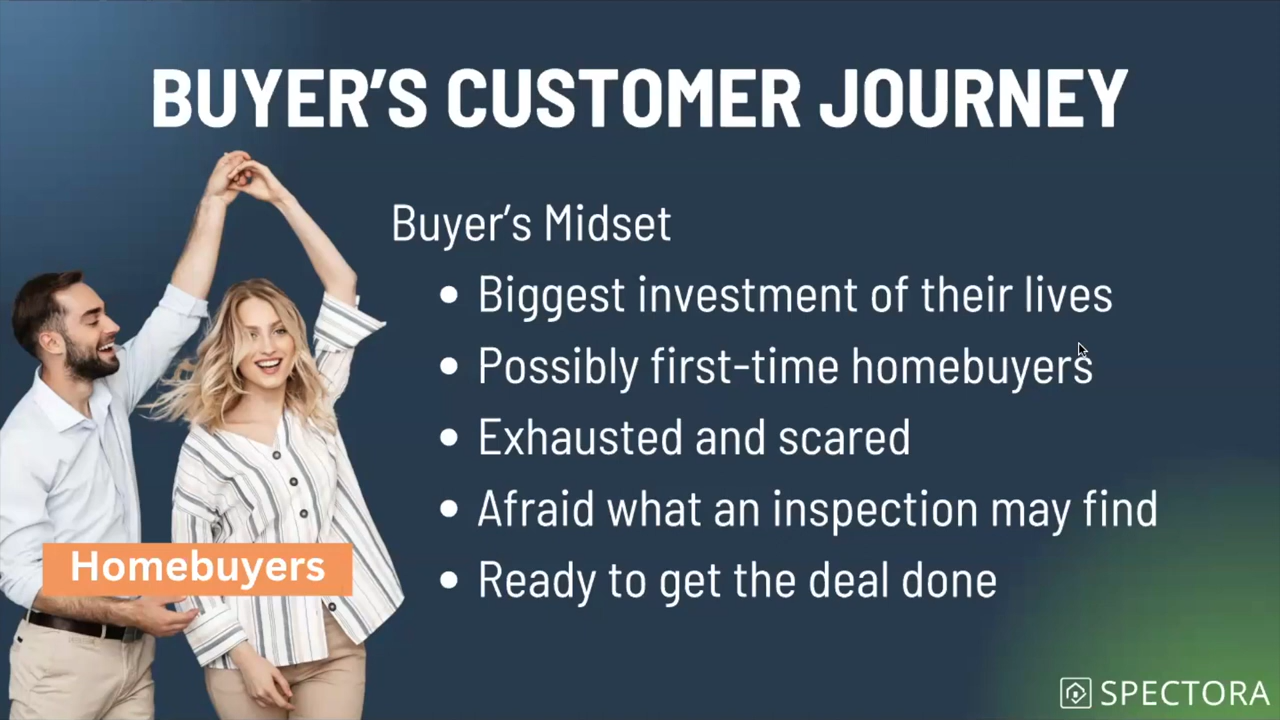 BUYER’S CUSTOMER JOURNEY
Buyer’s Midset
• Biggest investment of their lives
• Possibly first-time homebuyers
• Exhausted and scared
• Afraid what an inspection may find
• Ready to get the deal done
Homebuyers
SPECTORA